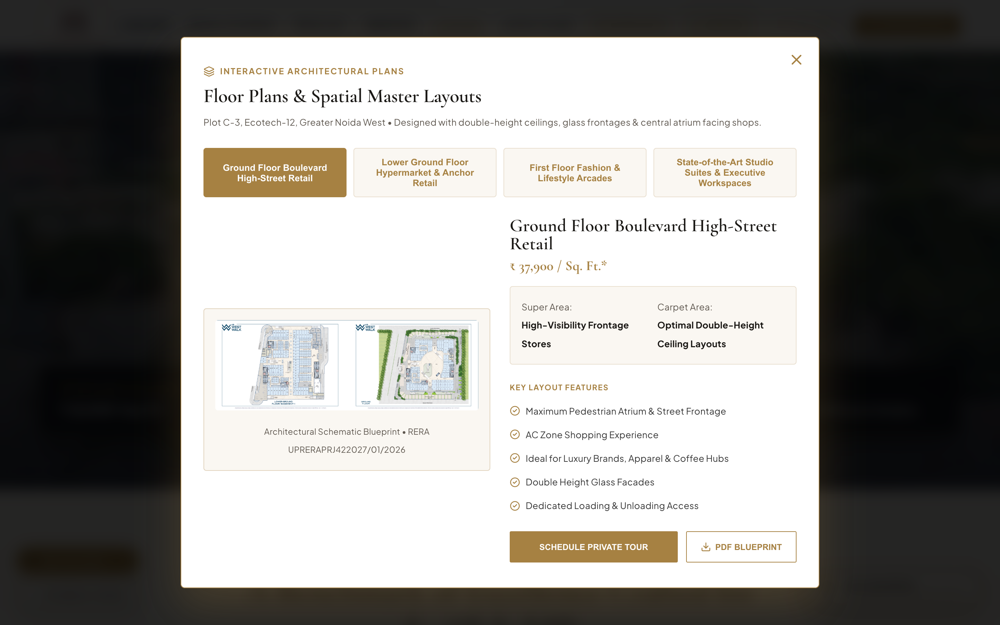 INTERACTIVE ARCHITECTURAL PLANS
Floor Plans & Spatial Master Layouts
Plot C-3, Ecotech-12, Greater Noida West • Designed with double-height ceilings, glass frontages & central atrium facing shops.
Ground Floor Boulevard
High-Street Retail
Lower Ground Floor
Hypermarket & Anchor
Retail
First Floor Fashion &
Lifestyle Arcades
State-of-the-Art Studio
Suites & Executive
Workspaces
KB
WEST
WALK
LOWER GROUND
FLOOR/BASEMENT-1
KB
WEST
WALK
GROUND
FLOOR
Architectural Schematic Blueprint • RERA
UPRERAPRJ422027/01/2026
Ground Floor Boulevard High-Street
Retail
₹ 37,900 / Sq. Ft.*
Super Area:
High-Visibility Frontage
Stores
Carpet Area:
Optimal Double-Height
Ceiling Layouts
KEY LAYOUT FEATURES
Maximum Pedestrian Atrium & Street Frontage
AC Zone Shopping Experience
Ideal for Luxury Brands, Apparel & Coffee Hubs
Double Height Glass Facades
Dedicated Loading & Unloading Access
SCHEDULE PRIVATE TOUR
PDF BLUEPRINT